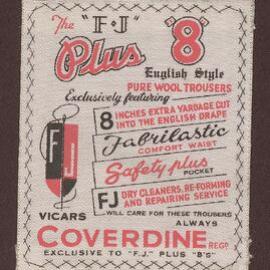 The "F·J"
Plus "8"
English Style
PURE WOOL TROUSERS
Exclusively featuring
8 INCHES EXTRA YARDAGE CUT
INTO THE ENGLISH DRAPE
Fabrilastic
COMFORT WAIST
Safety plus
POCKET
FJ DRY CLEANERS, RE-FORMING
AND REPAIRING SERVICE
FJ
VICARS
...WILL CARE FOR THESE TROUSERS
ALWAYS
COVERDINE REGD
EXCLUSIVE TO "F.J." PLUS "8'S"